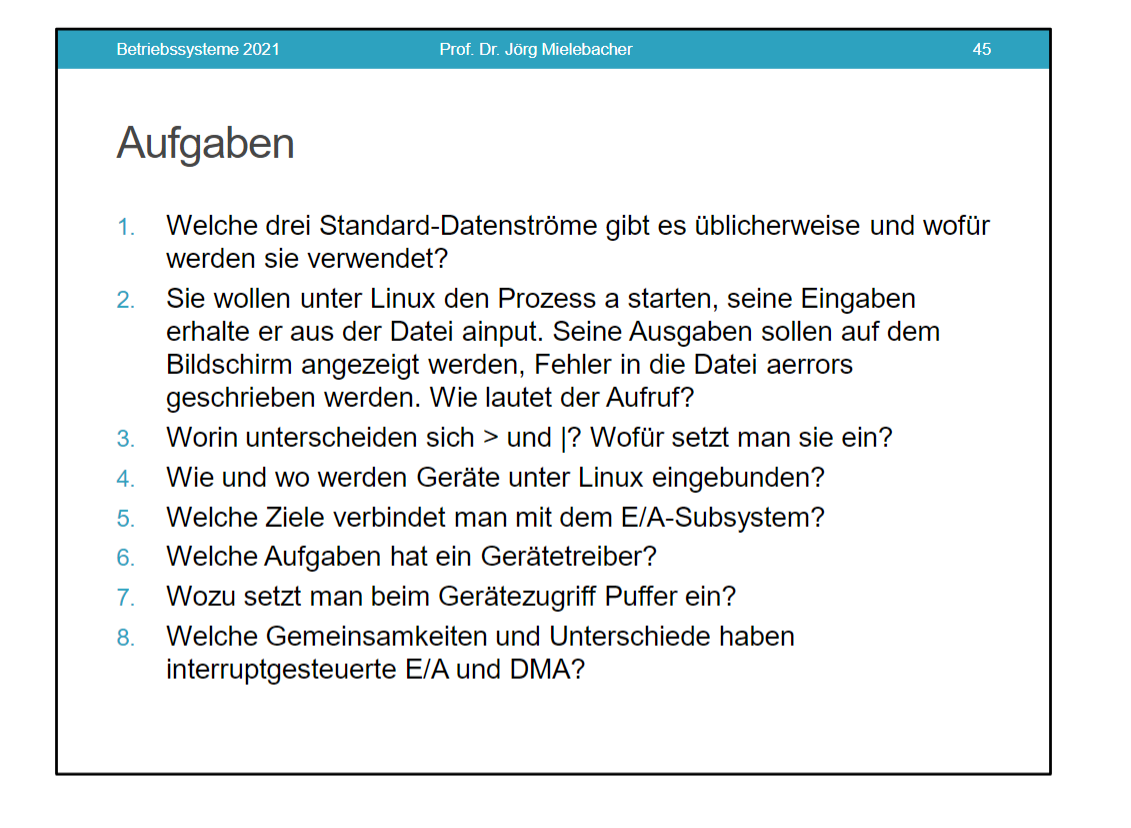 Betriebssysteme 2021 Prof. Dr. Jörg Mielebacher 45
Aufgaben
1. Welche drei Standard-Datenströme gibt es üblicherweise und wofür
werden sie verwendet?
2. Sie wollen unter Linux den Prozess a starten, seine Eingaben
erhalte er aus der Datei ainput. Seine Ausgaben sollen auf dem
Bildschirm angezeigt werden, Fehler in die Datei aerrors
geschrieben werden. Wie lautet der Aufruf?
3. Worin unterscheiden sich > und |? Wofür setzt man sie ein?
4. Wie und wo werden Geräte unter Linux eingebunden?
5. Welche Ziele verbindet man mit dem E/A-Subsystem?
6. Welche Aufgaben hat ein Gerätetreiber?
7. Wozu setzt man beim Gerätezugriff Puffer ein?
8. Welche Gemeinsamkeiten und Unterschiede haben
interruptgesteuerte E/A und DMA?